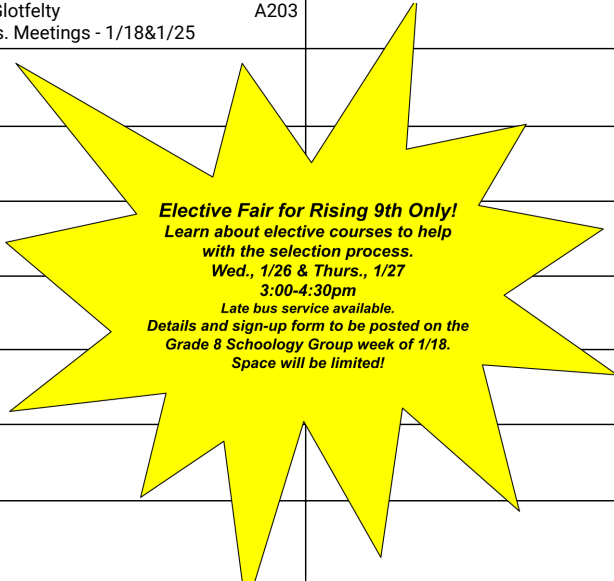 Glotfelty A203
s. Meetings - 1/18&1/25
Elective Fair for Rising 9th Only!
Learn about elective courses to help
with the selection process.
Wed., 1/26 & Thurs., 1/27
3:00-4:30pm
Late bus service available.
Details and sign-up form to be posted on the
Grade 8 Schoology Group week of 1/18.
Space will be limited!